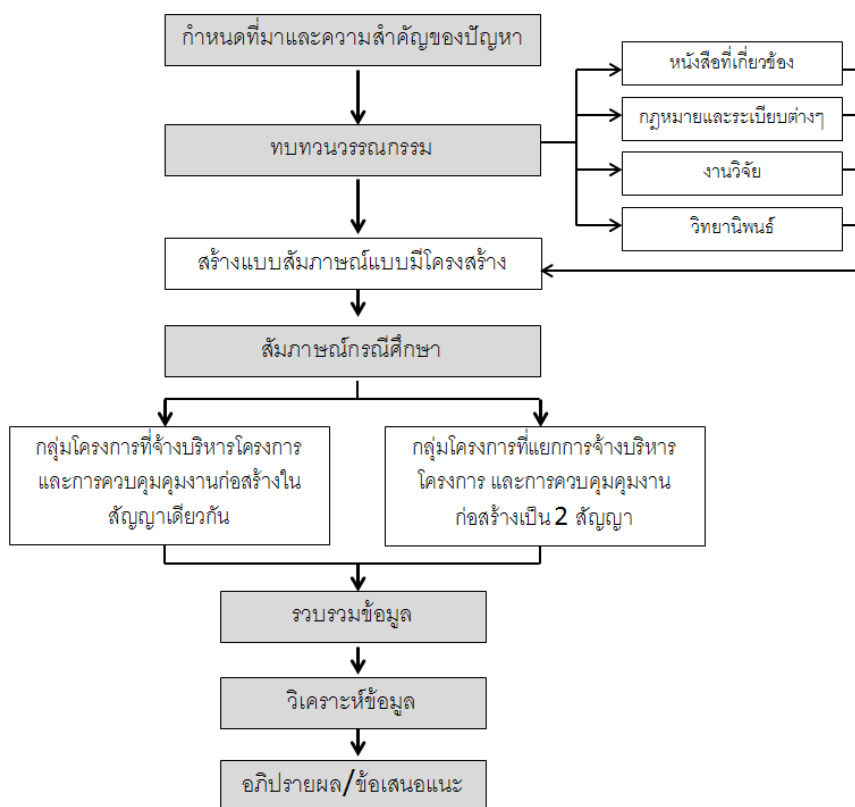 กำหนดที่มาและความสำคัญของปัญหา
หนังสือที่เกี่ยวข้อง
กฎหมายและระเบียบต่างๆ
ทบทวนวรรณกรรม
งานวิจัย
วิทยานิพนธ์
สร้างแบบสัมภาษณ์แบบมีโครงสร้าง
สัมภาษณ์กรณีศึกษา
กลุ่มโครงการที่จ้างบริหารโครงการ
และการควบคุมคุมงานก่อสร้างใน
สัญญาเดียวกัน
กลุ่มโครงการที่แยกการจ้างบริหาร
โครงการ และการควบคุมคุมงาน
ก่อสร้างเป็น 2 สัญญา
รวบรวมข้อมูล
วิเคราะห์ข้อมูล
อภิปรายผล/ข้อเสนอแนะ